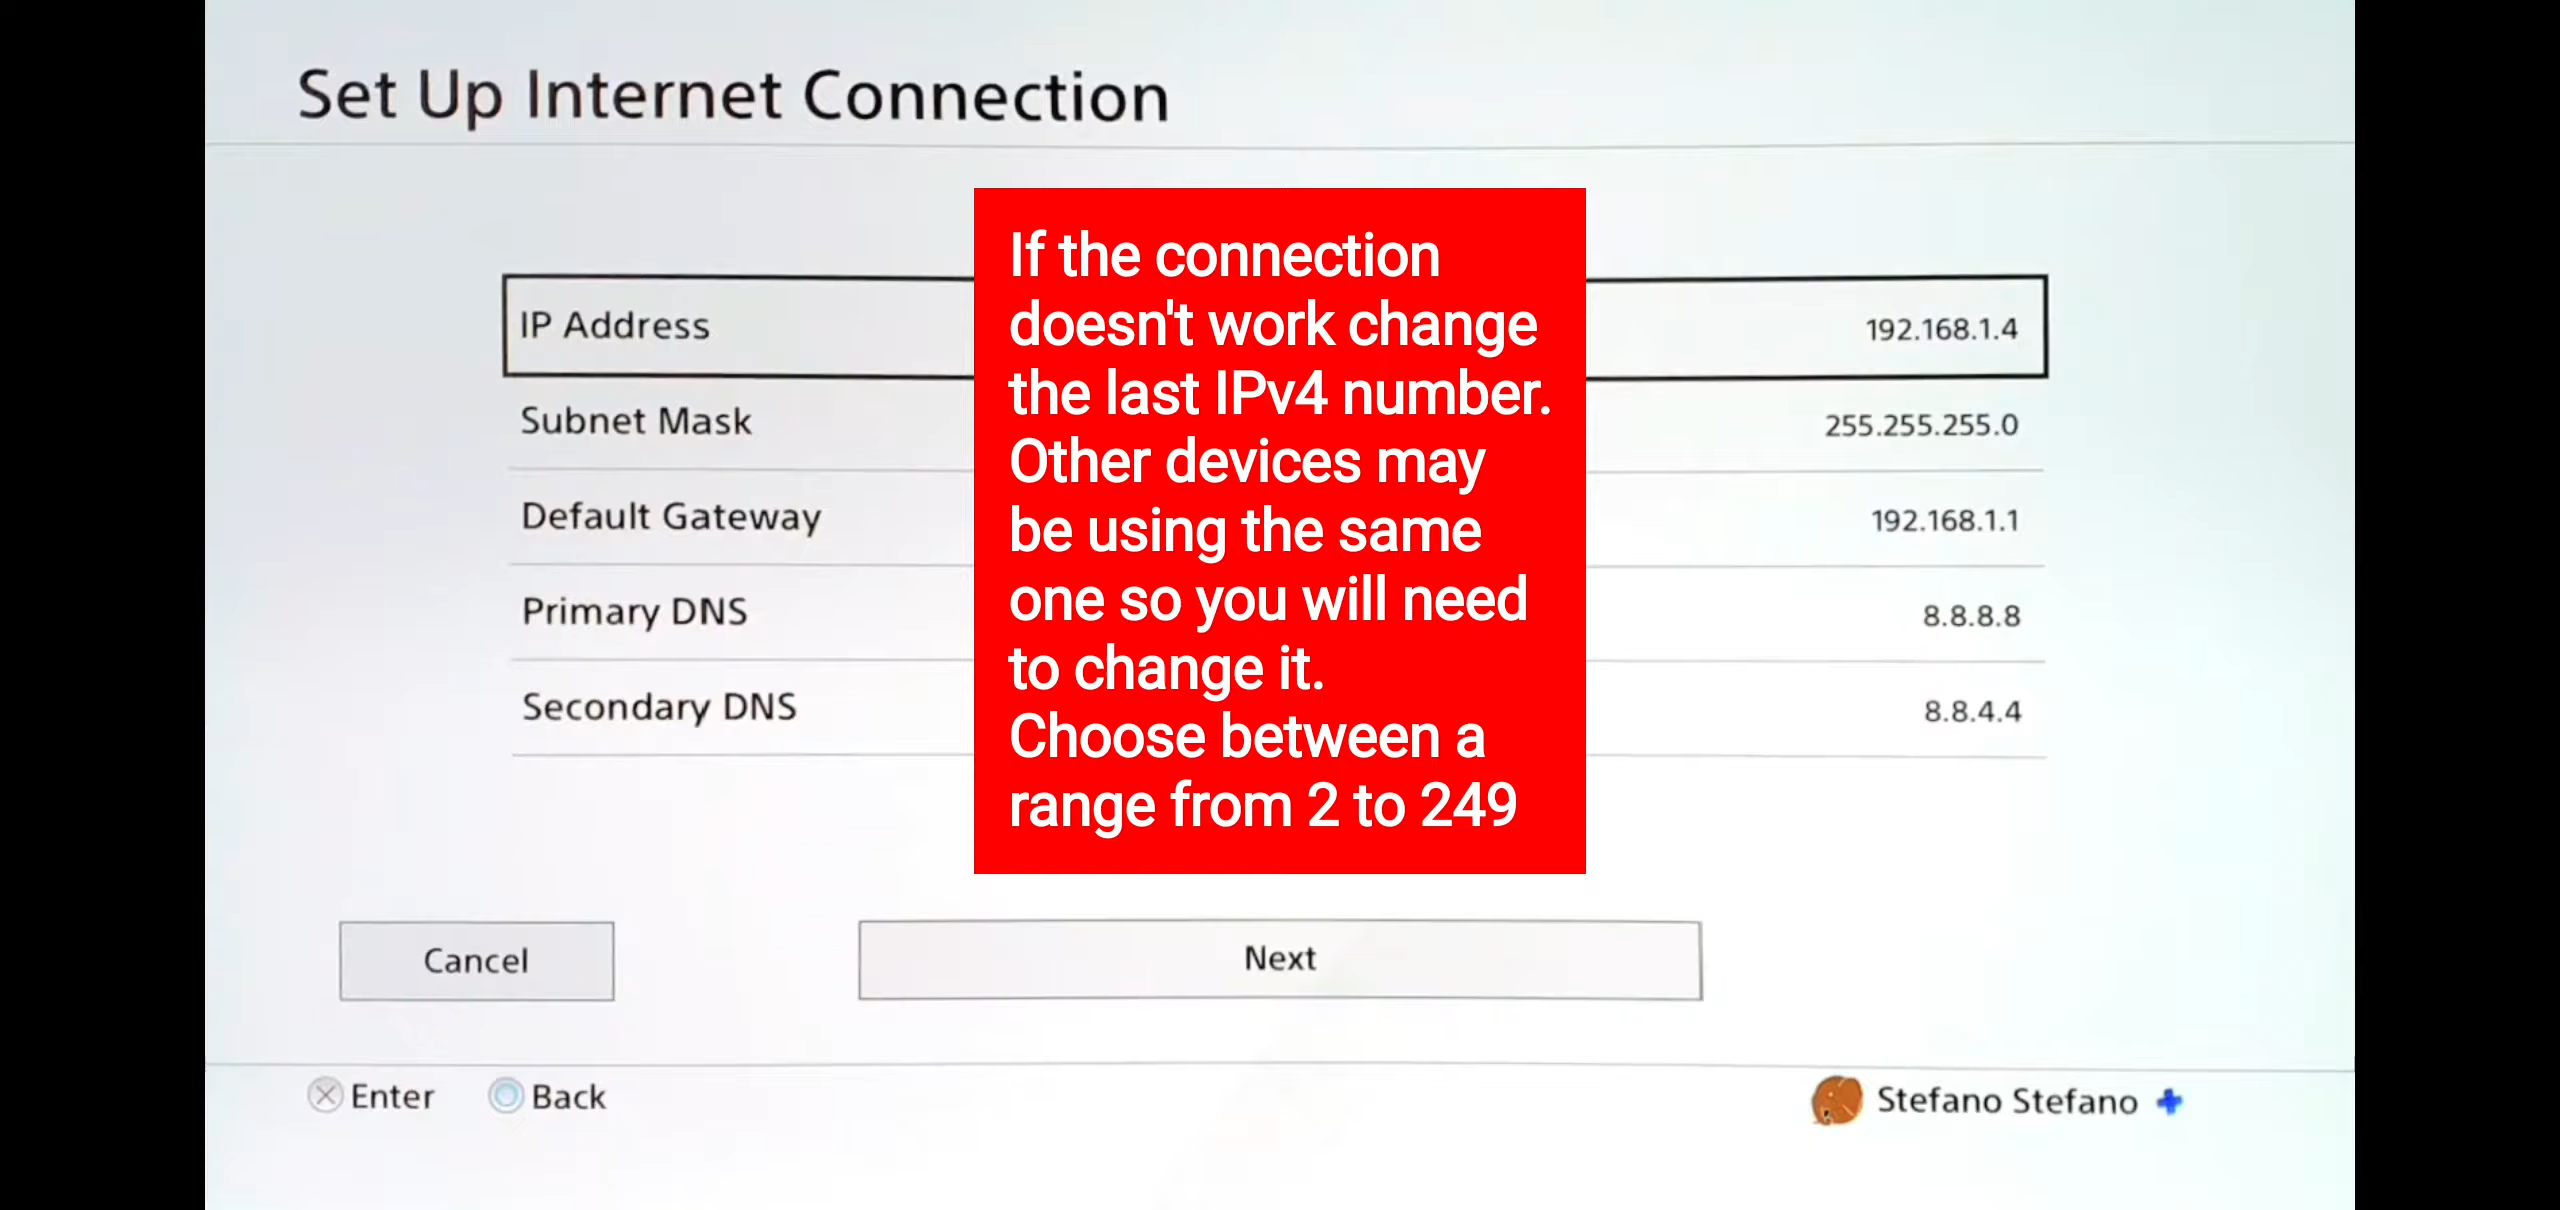 Set Up Internet Connection
If the connection
doesn't work change
the last IPv4 number.
Other devices may
be using the same
one so you will need
to change it.
Choose between a
range from 2 to 249
IP Address 192.168.1.4
Subnet Mask 255.255.255.0
Default Gateway 192.168.1.1
Primary DNS 8.8.8.8
Secondary DNS 8.8.4.4
Cancel Next
Enter Back Stefano Stefano